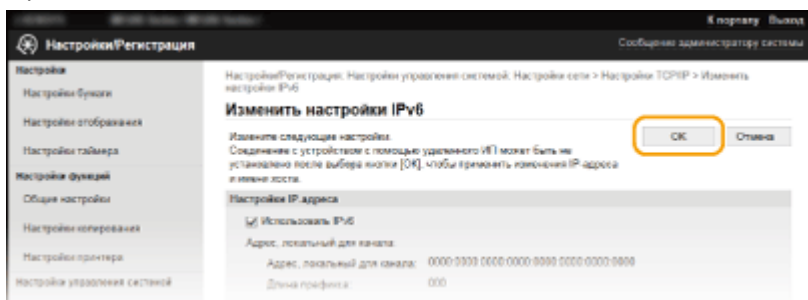 К порталу Выход
Настройки/Регистрация
Сообщение администратору системы
Настройки
Настройки бумаги
Настройки отображения
Настройки таймера
Настройки функций
Общие настройки
Настройки копирования
Настройки принтера
Настройки управления системой
Настройки/Регистрация: Настройки управления системой: Настройки сети > Настройки TCP/IP > Изменить
настройки IPv6
Изменить настройки IPv6
Измените следующие настройки.
Соединение с устройством с помощью удаленного ИП может быть не
установлено после выбора кнопки [OK], чтобы применить изменения IP-адреса
и имени хоста.
OK Отмена
Настройки IP-адреса
Использовать IPv6
Адрес, локальный для канала:
Адрес, локальный для канала: 0000:0000:0000:0000:0000:0000:0000:0000
Длина префикса: 000